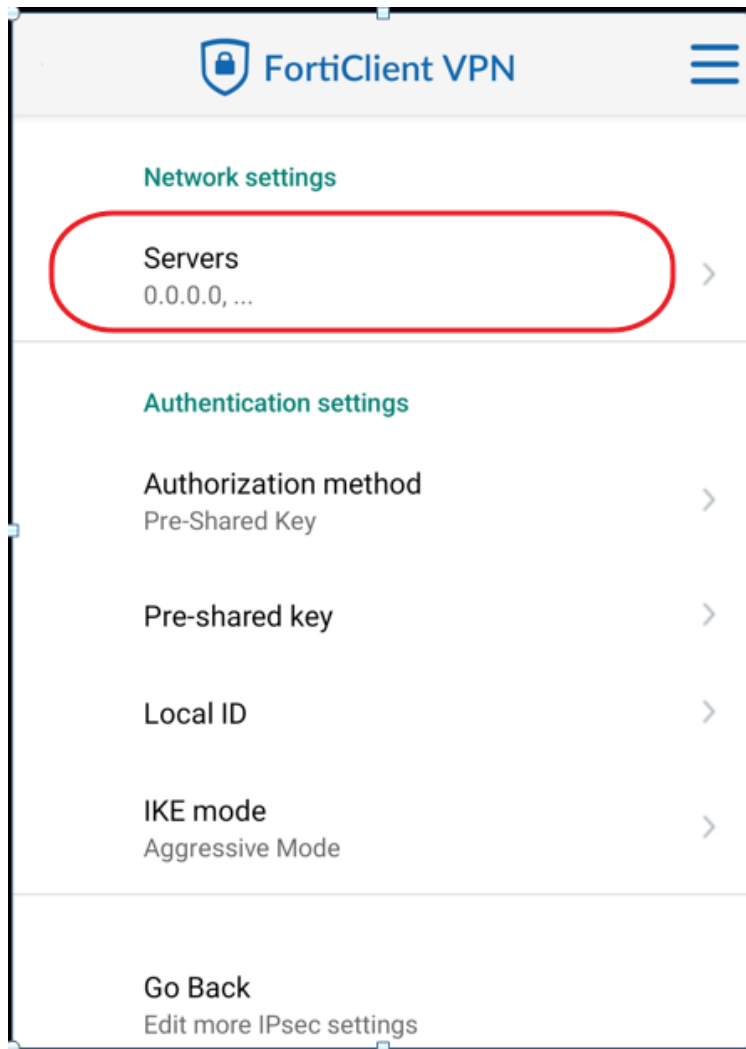 FortiClient VPN
Network settings
Servers
0.0.0.0, ...
Authentication settings
Authorization method
Pre-Shared Key
Pre-shared key
Local ID
IKE mode
Aggressive Mode
Go Back
Edit more IPsec settings